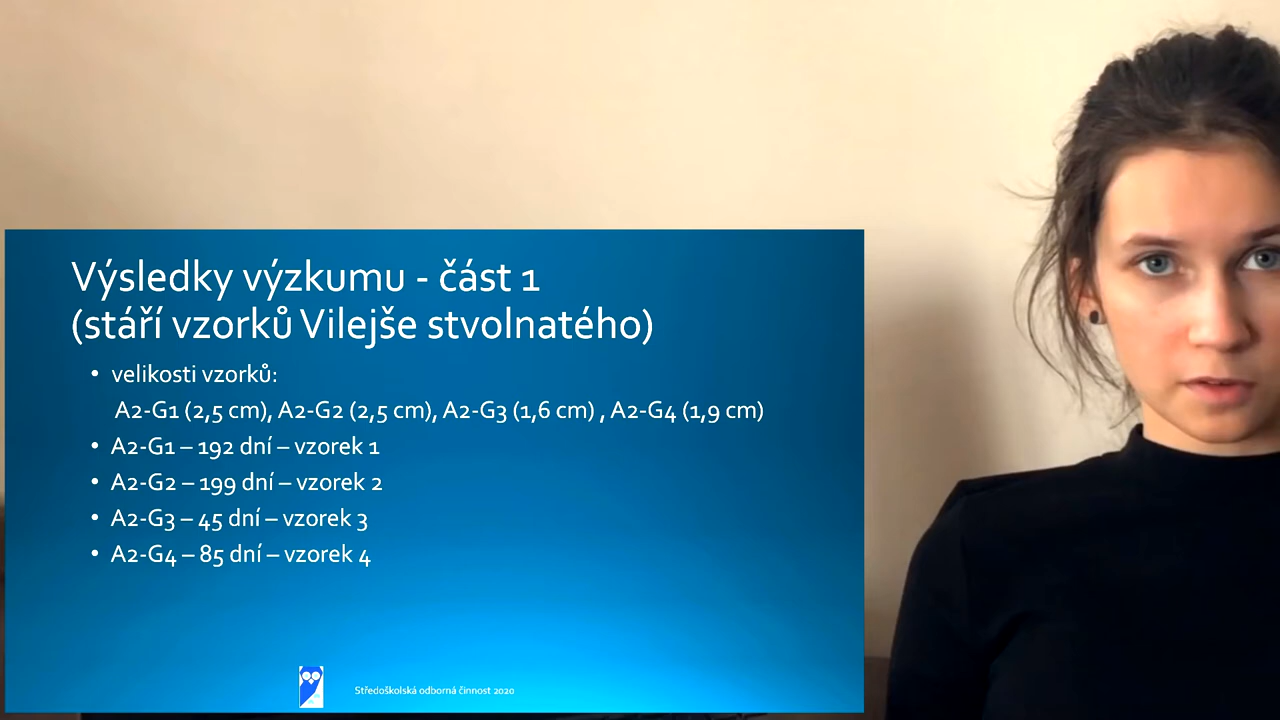 Výsledky výzkumu - část 1
(stáří vzorků Vilejše stvolnatého)
• velikosti vzorků:
A2-G1 (2,5 cm), A2-G2 (2,5 cm), A2-G3 (1,6 cm) , A2-G4 (1,9 cm)
• A2-G1 – 192 dní – vzorek 1
• A2-G2 – 199 dní – vzorek 2
• A2-G3 – 45 dní – vzorek 3
• A2-G4 – 85 dní – vzorek 4
Středoškolská odborná činnost 2020